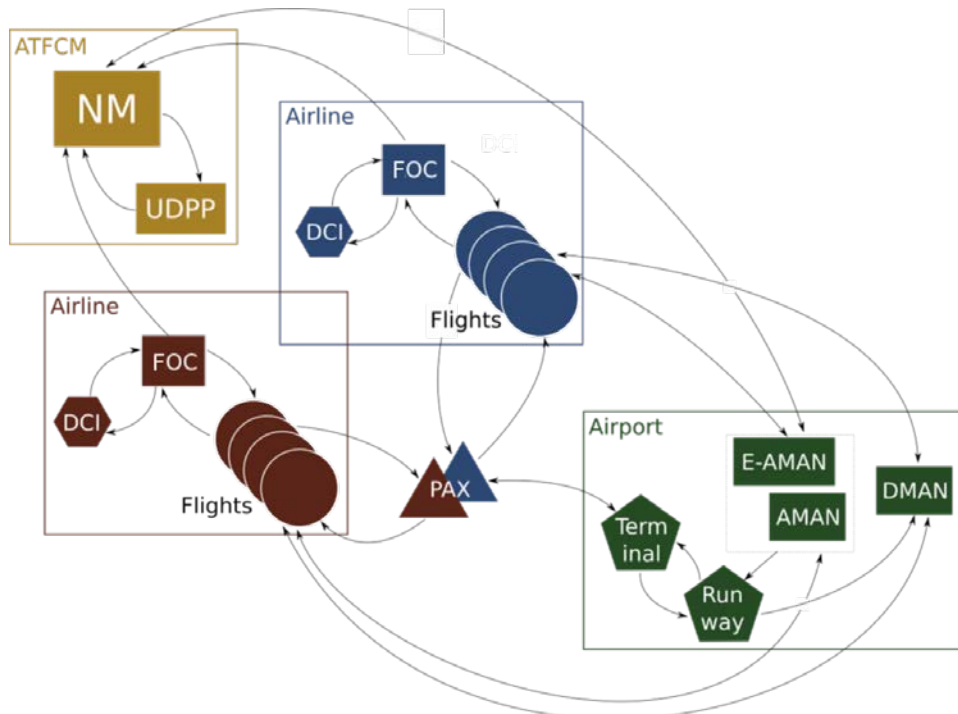 ATFCM
NM
UDPP
Airline
DCI
FOC
DCI
Flights
Airline
FOC
DCI
Flights
PAX
Airport
E-AMAN
AMAN
DMAN
Term
inal
Run
way